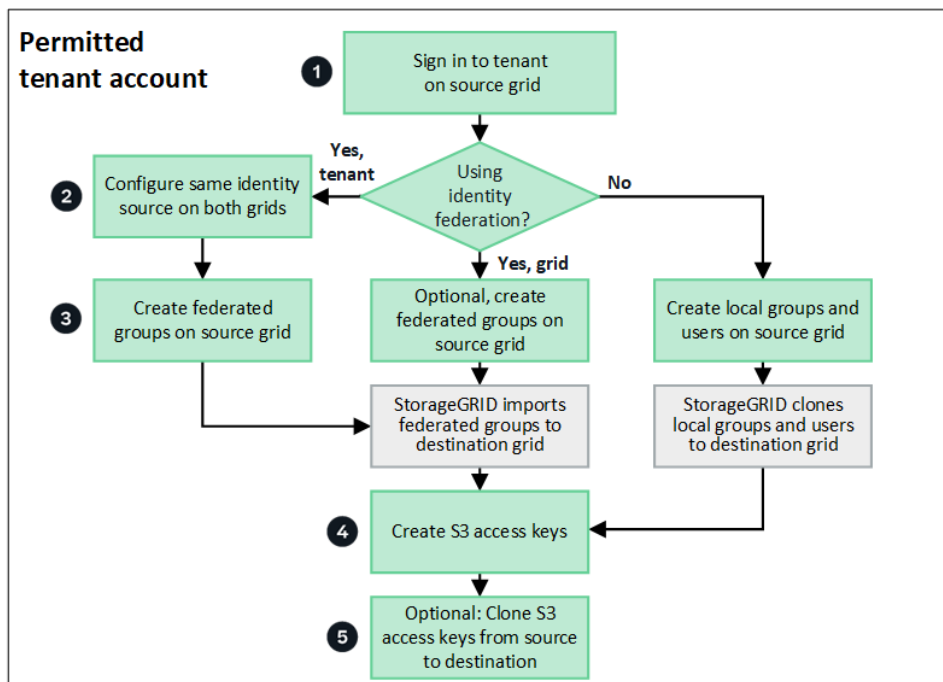 Permitted
tenant account
1
Sign in to tenant
on source grid
Yes,
tenant
Using
identity
federation?
No
2
Configure same identity
source on both grids
Yes, grid
3
Create federated
groups on source grid
Optional, create
federated groups on
source grid
Create local groups and
users on source grid
StorageGRID imports
federated groups to
destination grid
StorageGRID clones
local groups and users
to destination grid
4
Create S3 access keys
5
Optional: Clone S3
access keys from source
to destination